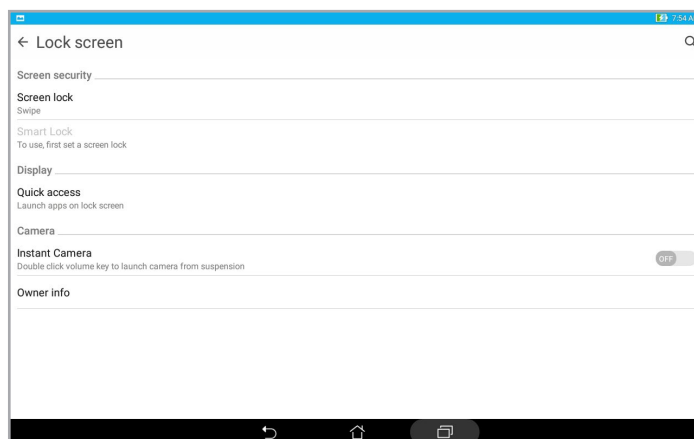 7:54 A
Lock screen
Screen security
Screen lock
Swipe
Smart Lock
To use, first set a screen lock
Display
Quick access
Launch apps on lock screen
Camera
Instant Camera
Double click volume key to launch camera from suspension
OFF
Owner info